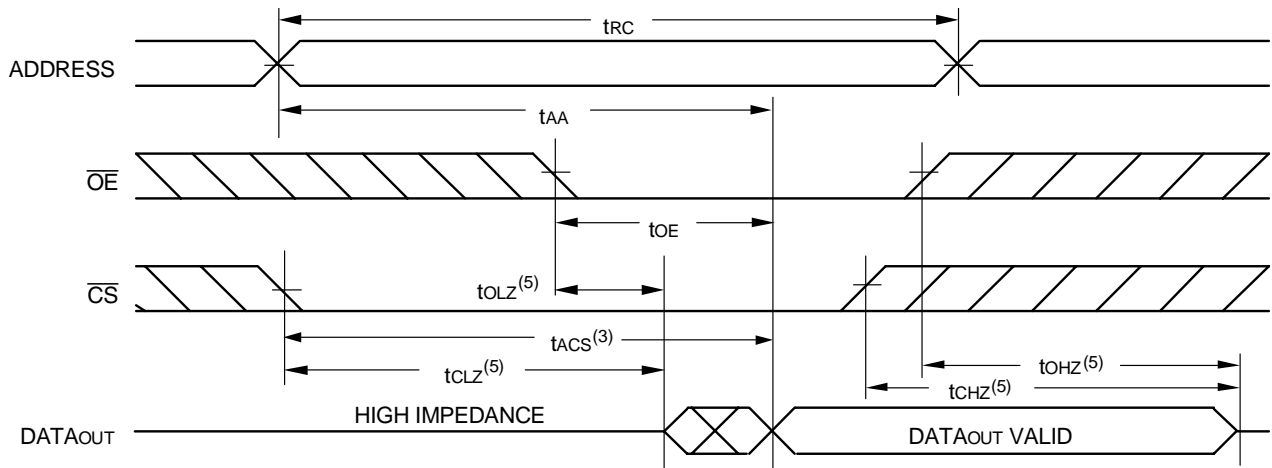 tRC
ADDRESS
tAA
OE
tOE
CS
tOLZ(5)
tACS(3)
tOHZ(5)
tCLZ(5)
tCHZ(5)
HIGH IMPEDANCE
DATAOUT
DATAOUT VALID